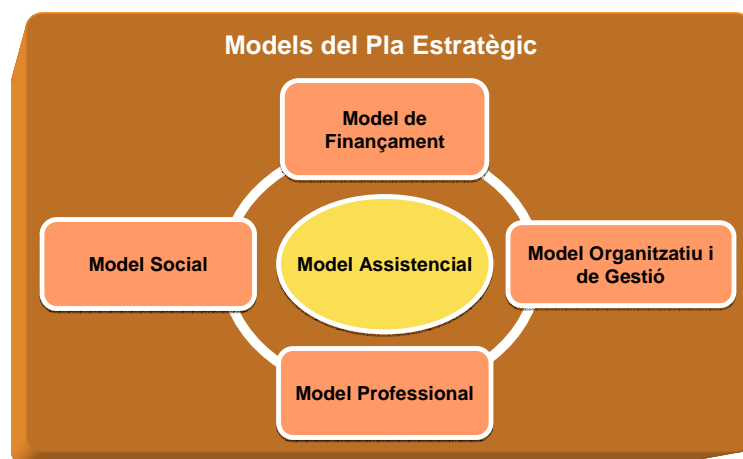 Models del Pla Estratègic
Model de
Finançament
Model Social
Model Assistencial
Model Organitzatiu i
de Gestió
Model Professional